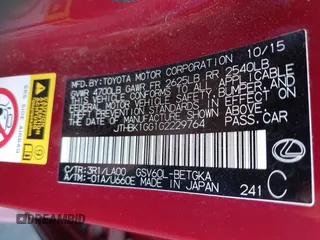 MFD. BY: TOYOTA MOTOR CORPORATION 10/15
GVWR 4700LB GAWR FR 2625LB RR 2540LB
THIS VEHICLE CONFORMS TO ALL APPLICABLE
FEDERAL MOTOR VEHICLE SAFETY, BUMPER, AND
THEFT PREVENTION STANDARDS IN EFFECT ON
THE DATE OF MANUFACTURE SHOWN ABOVE.
JTHBK1GG1G2229764 PASS.CAR
C/TR: 3R1/LA00 GSV60L-BETGKA
A/TM: -01A/U660E MADE IN JAPAN 241 C
AIRBAG